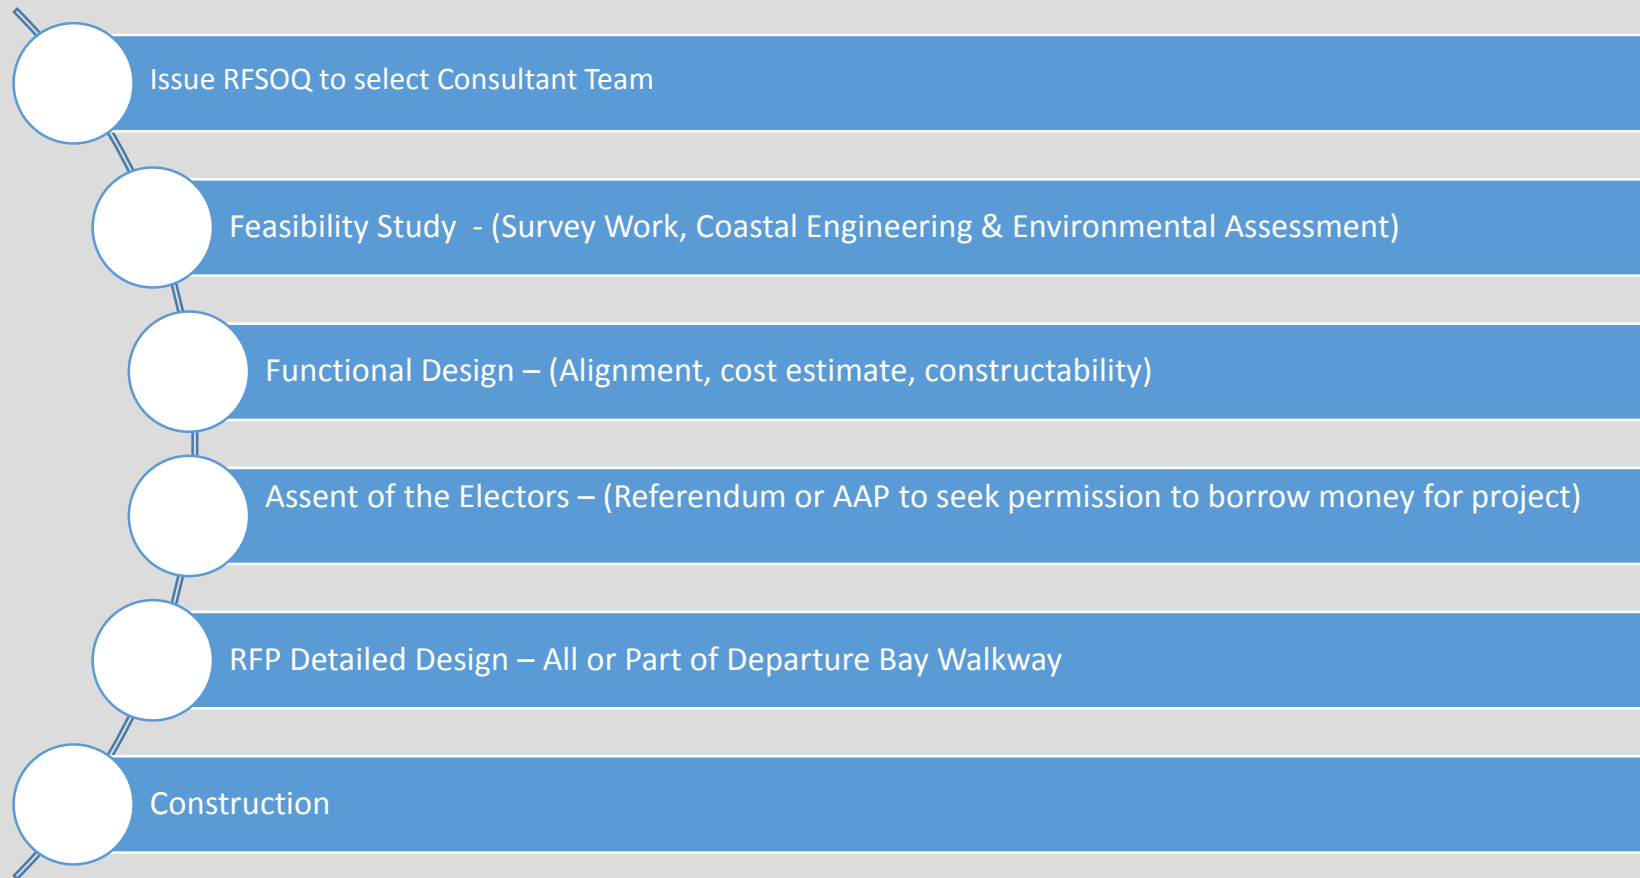 Issue RFSOQ to select Consultant Team
Feasibility Study  - (Survey Work, Coastal Engineering & Environmental Assessment)
Functional Design – (Alignment, cost estimate, constructability)
Assent of the Electors – (Referendum or AAP to seek permission to borrow money for project)
RFP Detailed Design – All or Part of Departure Bay Walkway
Construction